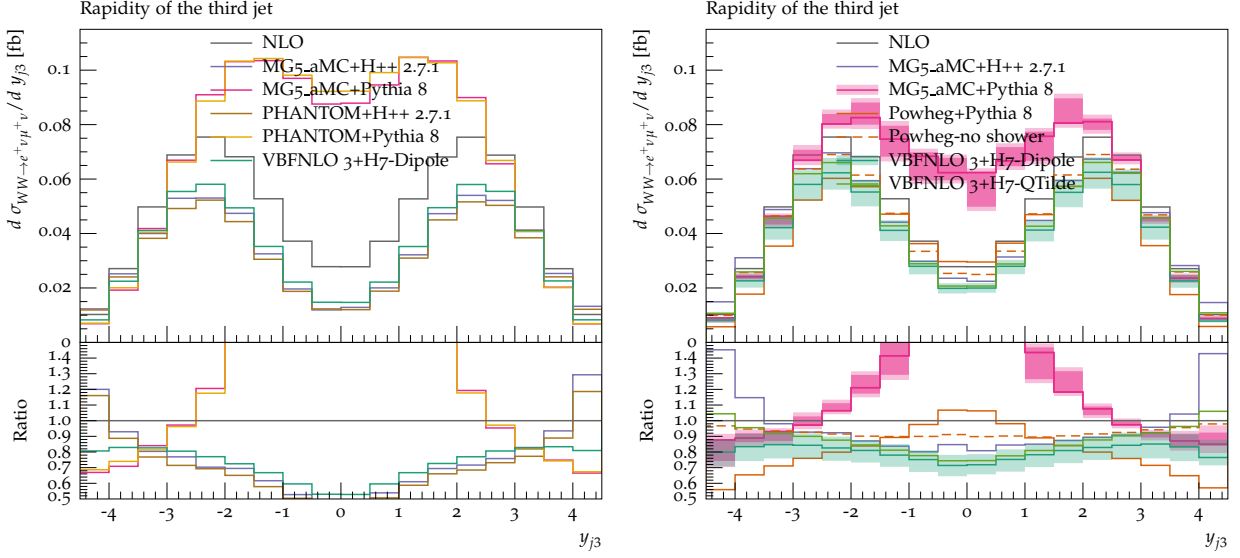 Rapidity of the third jet
d σ_{WW→e⁺νμ⁺ν} / d y_{j3} [fb]
NLO
MG5_aMC+H++ 2.7.1
MG5_aMC+Pythia 8
PHANTOM+H++ 2.7.1
PHANTOM+Pythia 8
VBFNLO 3+H7-Dipole
0.1
0.08
0.06
0.04
0.02
0
1.4
1.3
1.2
1.1
1.0
0.9
0.8
0.7
0.6
0.5
Ratio
-4 -3 -2 -1 0 1 2 3 4
y_{j3}
Rapidity of the third jet
d σ_{WW→e⁺νμ⁺ν} / d y_{j3} [fb]
NLO
MG5_aMC+H++ 2.7.1
MG5_aMC+Pythia 8
Powheg+Pythia 8
Powheg-no shower
VBFNLO 3+H7-Dipole
VBFNLO 3+H7-QTilde
0.1
0.08
0.06
0.04
0.02
0
1.4
1.3
1.2
1.1
1.0
0.9
0.8
0.7
0.6
0.5
Ratio
-4 -3 -2 -1 0 1 2 3 4
y_{j3}